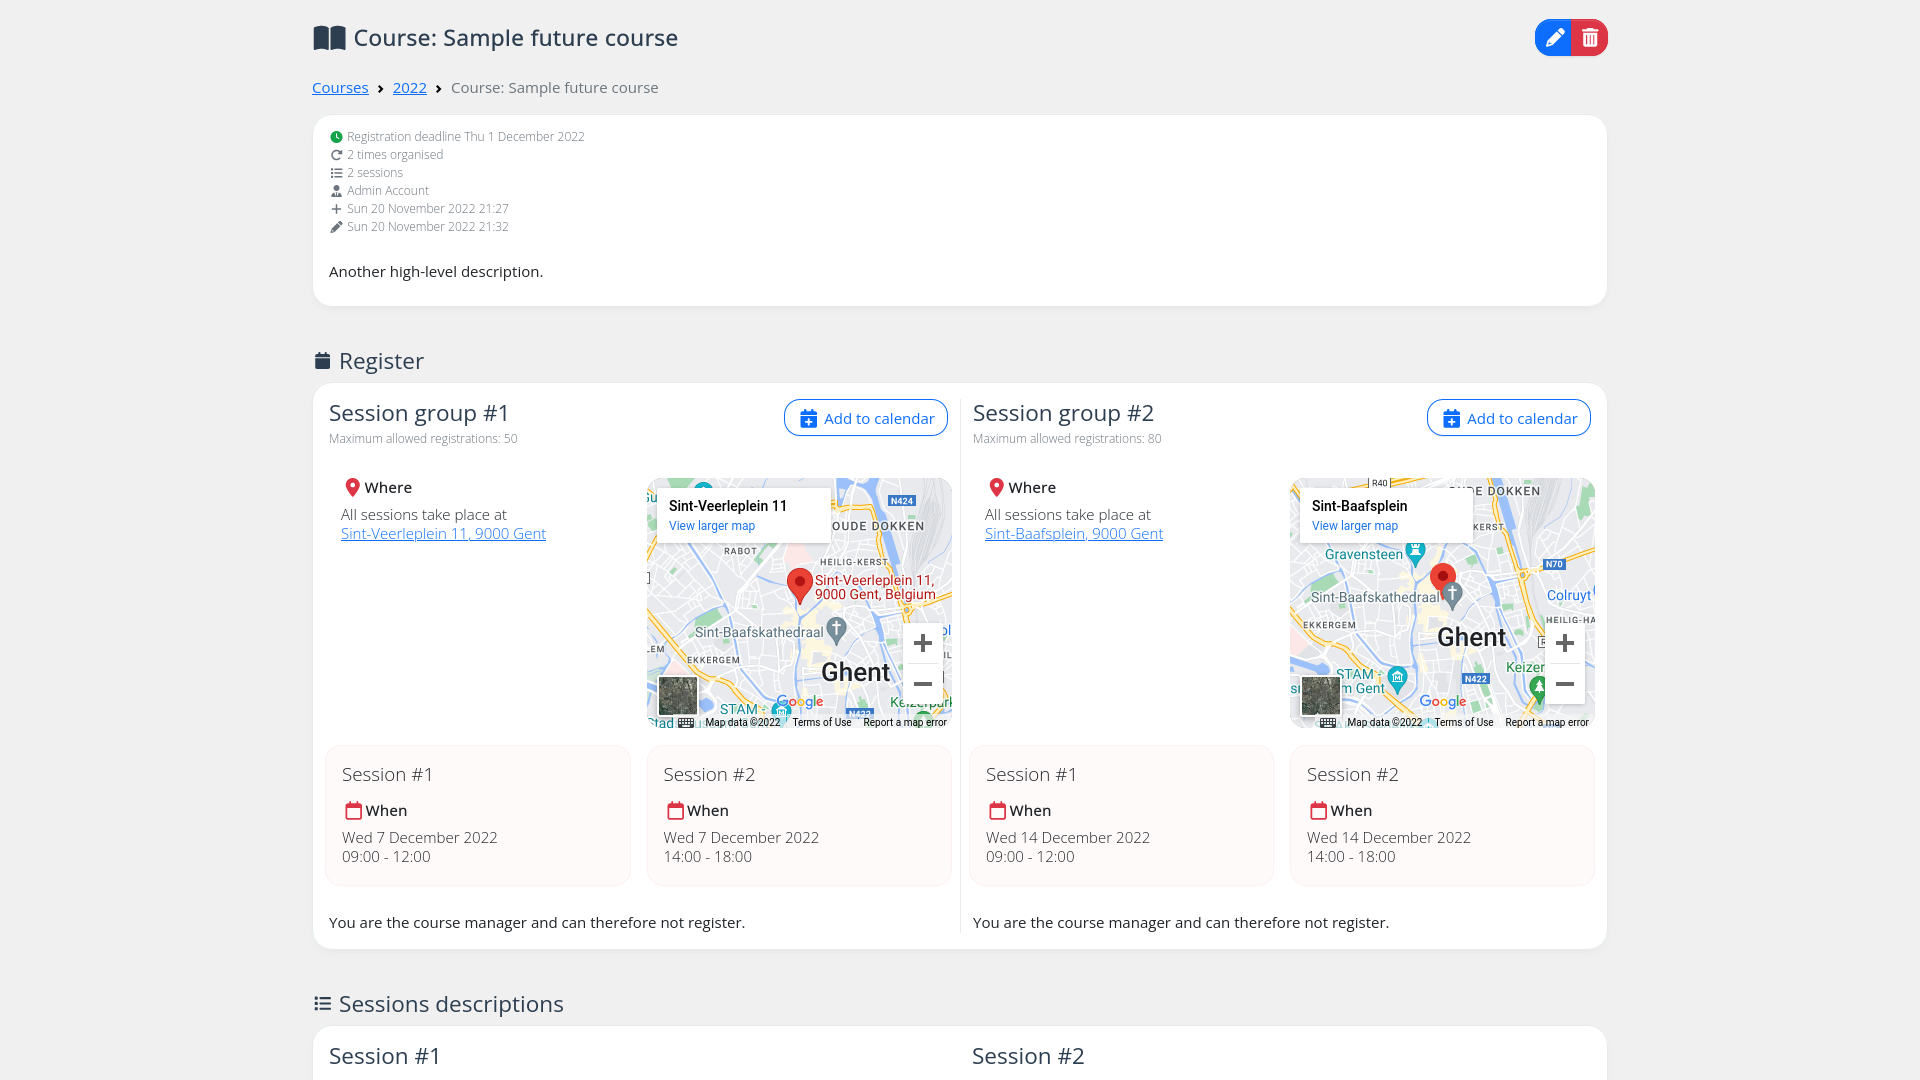 Course: Sample future course
Courses › 2022 › Course: Sample future course
Registration deadline Thu 1 December 2022
2 times organised
2 sessions
Admin Account
Sun 20 November 2022 21:27
Sun 20 November 2022 21:32
Another high-level description.
Register
Session group #1
Add to calendar
Maximum allowed registrations: 50
Where
All sessions take place at
Sint-Veerleplein 11, 9000 Gent
Sint-Veerleplein 11
View larger map
N424
OUDE DOKKEN
RABOT
HEILIG-KERST
Sint-Veerleplein 11,
9000 Gent, Belgium
Sint-Baafskathedraal
EKKERGEM
Ghent
Google
STAM -
Map data ©2022
Terms of Use
Report a map error
Session #1
When
Wed 7 December 2022
09:00 - 12:00
Session #2
When
Wed 7 December 2022
14:00 - 18:00
You are the course manager and can therefore not register.
Session group #2
Add to calendar
Maximum allowed registrations: 80
Where
All sessions take place at
Sint-Baafsplein, 9000 Gent
R40
DOKKEN
Sint-Baafsplein
View larger map
KERST
Gravensteen
N70
Sint-Baafskathedraal
Colruyt
EKKERGEM
HEILIG-HA
Ghent
Keizer
STAM -
m Gent
N422
Google
Map data ©2022
Terms of Use
Report a map error
Session #1
When
Wed 14 December 2022
09:00 - 12:00
Session #2
When
Wed 14 December 2022
14:00 - 18:00
You are the course manager and can therefore not register.
Sessions descriptions
Session #1
Session #2